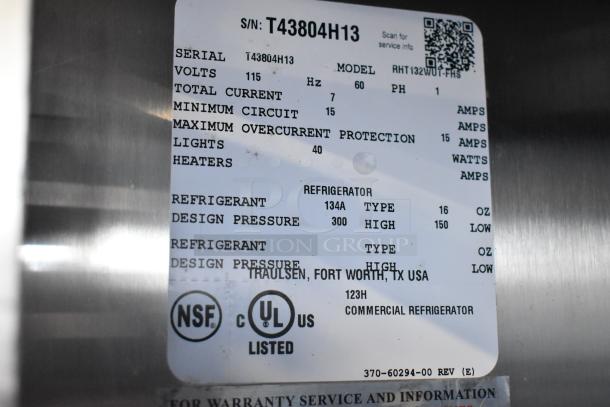 S/N: T43804H13
Scan for
service info
SERIAL T43804H13 MODEL RHT132WUT-FHS
VOLTS 115 Hz 60 PH 1
TOTAL CURRENT 7 AMPS
MINIMUM CIRCUIT 15 AMPS
MAXIMUM OVERCURRENT PROTECTION 15 AMPS
LIGHTS 40 WATTS
HEATERS AMPS
REFRIGERATOR
REFRIGERANT 134A TYPE 16 OZ
DESIGN PRESSURE 300 HIGH 150 LOW
REFRIGERANT TYPE OZ
DESIGN PRESSURE HIGH LOW
TRAULSEN, FORT WORTH, TX USA
123H
COMMERCIAL REFRIGERATOR
NSF
C UL US
LISTED
370-60294-00 REV (E)
FOR WARRANTY SERVICE AND INFORMATION